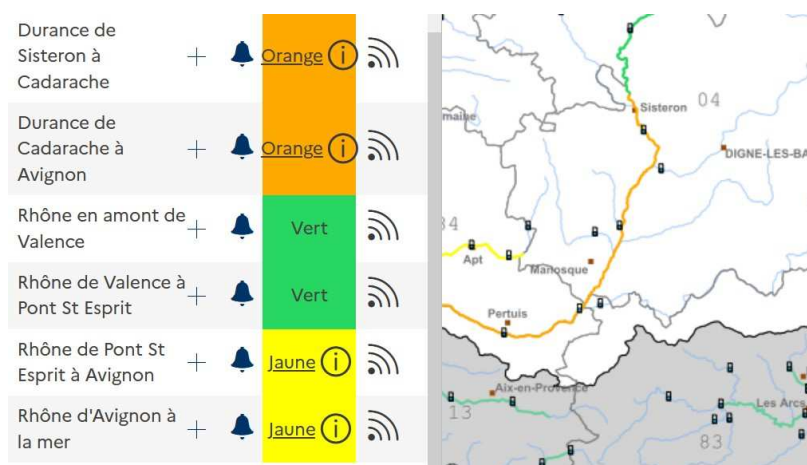 Durance de
Sisteron à
Cadarache
Orange
Durance de
Cadarache à
Avignon
Orange
Rhône en amont de
Valence
Vert
Rhône de Valence à
Pont St Esprit
Vert
Rhône de Pont St
Esprit à Avignon
Jaune
Rhône d'Avignon à
la mer
Jaune
Sisteron
04
DIGNE-LES-BA
Apt
Manosque
Pertuis
Aix-en-Provence
13
Les Arcs
83